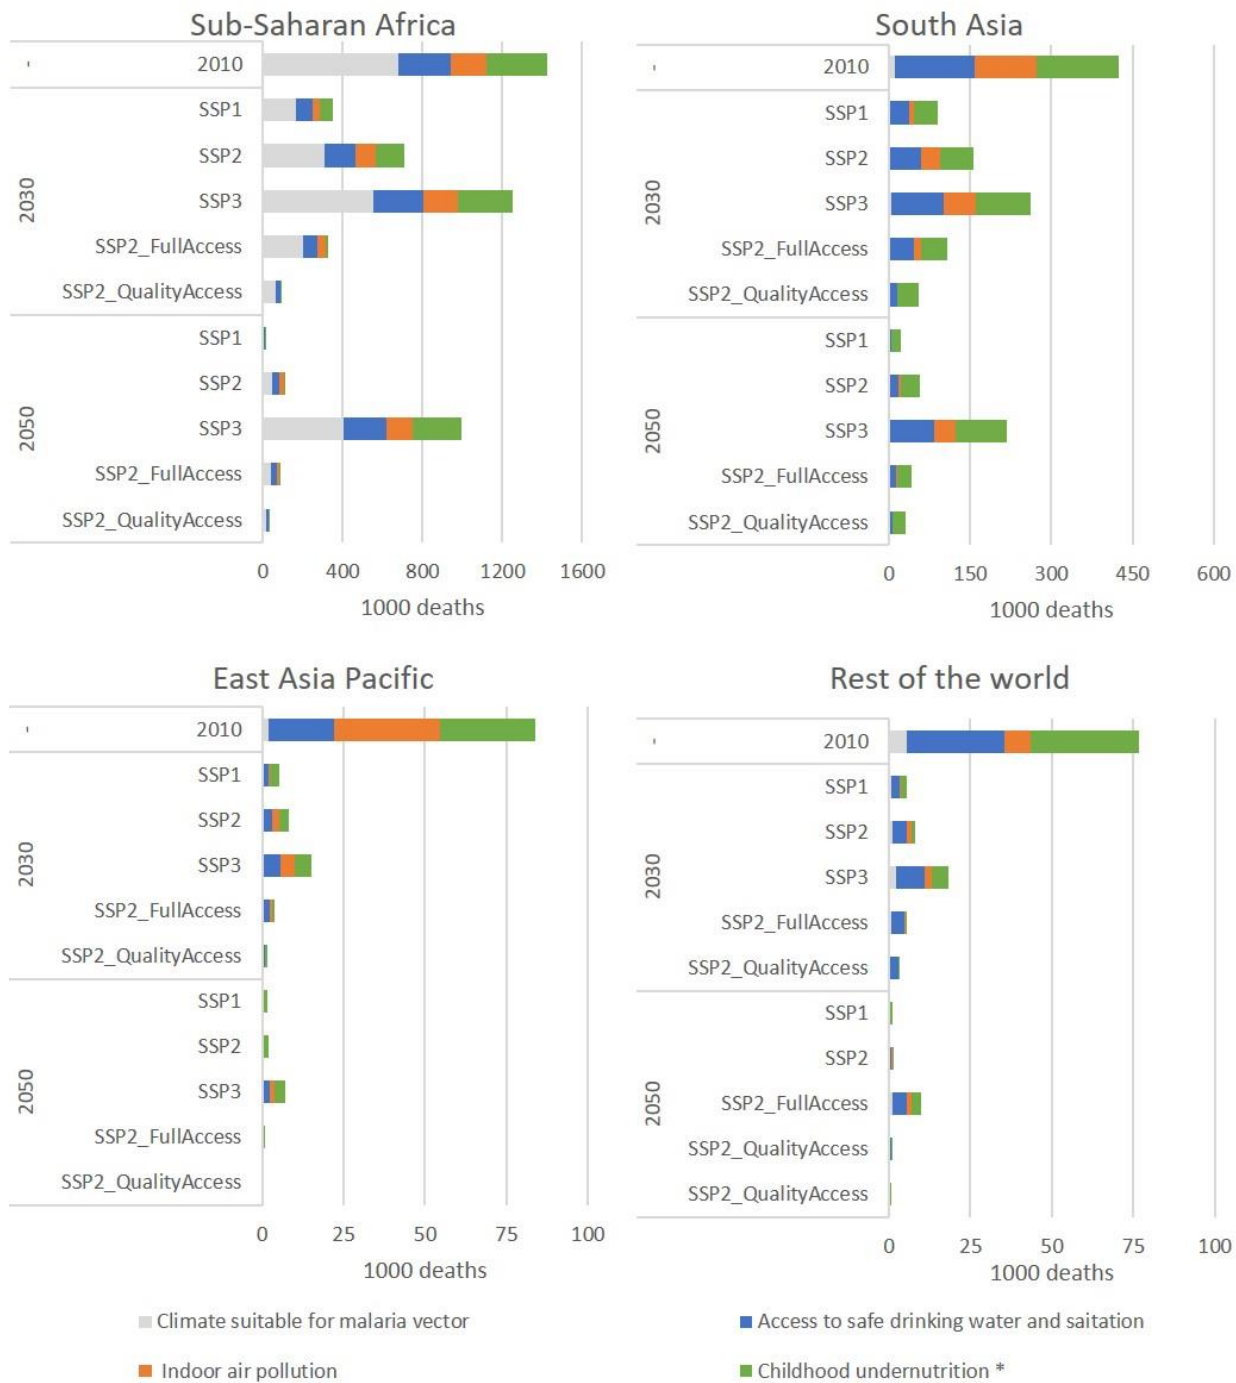 Sub-Saharan Africa
2010
2030
SSP1
SSP2
SSP3
SSP2_FullAccess
SSP2_QualityAccess
2050
SSP1
SSP2
SSP3
SSP2_FullAccess
SSP2_QualityAccess
0 400 800 1200 1600
1000 deaths
South Asia
2010
2030
SSP1
SSP2
SSP3
SSP2_FullAccess
SSP2_QualityAccess
2050
SSP1
SSP2
SSP3
SSP2_FullAccess
SSP2_QualityAccess
0 150 300 450 600
1000 deaths
East Asia Pacific
2010
2030
SSP1
SSP2
SSP3
SSP2_FullAccess
SSP2_QualityAccess
2050
SSP1
SSP2
SSP3
SSP2_FullAccess
SSP2_QualityAccess
0 25 50 75 100
1000 deaths
Rest of the world
2010
2030
SSP1
SSP2
SSP3
SSP2_FullAccess
SSP2_QualityAccess
2050
SSP1
SSP2
SSP2_FullAccess
SSP2_QualityAccess
SSP2_QualityAccess
0 25 50 75 100
1000 deaths
Climate suitable for malaria vector
Access to safe drinking water and saitation
Indoor air pollution
Childhood undernutrition *